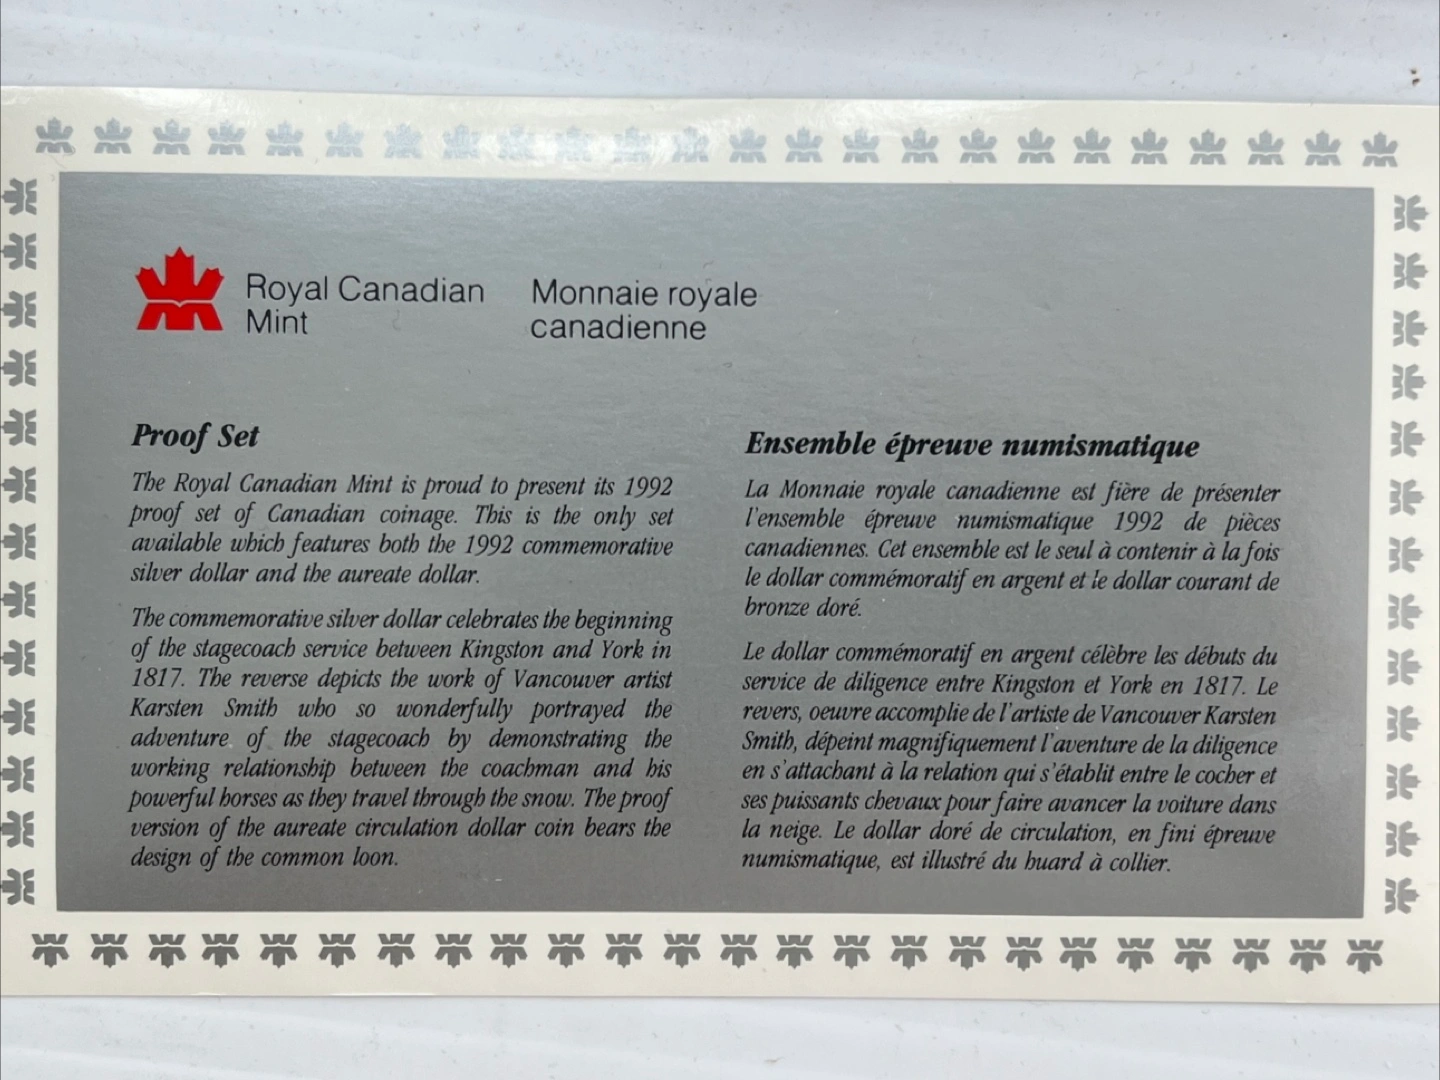 Royal Canadian
Mint
Monnaie royale
canadienne
Proof Set
The Royal Canadian Mint is proud to present its 1992
proof set of Canadian coinage. This is the only set
available which features both the 1992 commemorative
silver dollar and the aureate dollar.
The commemorative silver dollar celebrates the beginning
of the stagecoach service between Kingston and York in
1817. The reverse depicts the work of Vancouver artist
Karsten Smith who so wonderfully portrayed the
adventure of the stagecoach by demonstrating the
working relationship between the coachman and his
powerful horses as they travel through the snow. The proof
version of the aureate circulation dollar coin bears the
design of the common loon.
Ensemble épreuve numismatique
La Monnaie royale canadienne est fière de présenter
l'ensemble épreuve numismatique 1992 de pièces
canadiennes. Cet ensemble est le seul à contenir à la fois
le dollar commémoratif en argent et le dollar courant de
bronze doré.
Le dollar commémoratif en argent célèbre les débuts du
service de diligence entre Kingston et York en 1817. Le
revers, oeuvre accomplie de l'artiste de Vancouver Karsten
Smith, dépeint magnifiquement l'aventure de la diligence
en s'attachant à la relation qui s'établit entre le cocher et
ses puissants chevaux pour faire avancer la voiture dans
la neige. Le dollar doré de circulation, en fini épreuve
numismatique, est illustré du huard à collier.